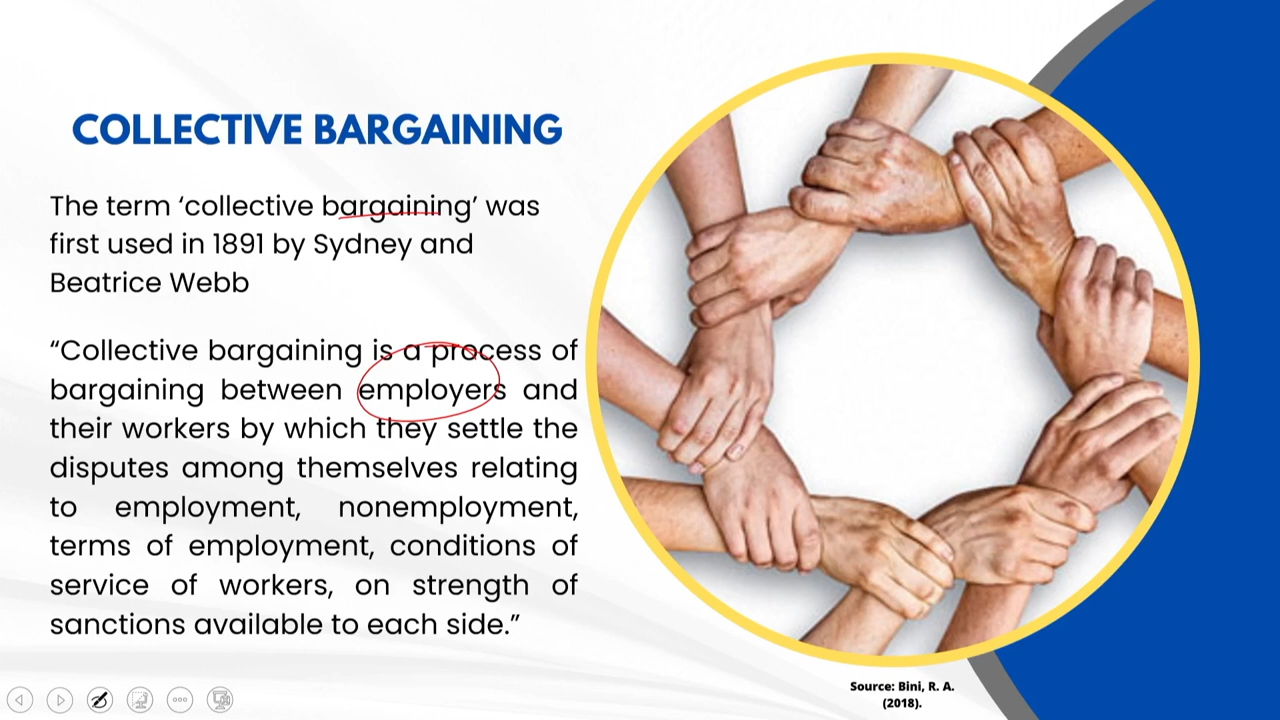 COLLECTIVE BARGAINING
The term ‘collective bargaining’ was
first used in 1891 by Sydney and
Beatrice Webb
“Collective bargaining is a process of
bargaining between employers and
their workers by which they settle the
disputes among themselves relating
to employment, nonemployment,
terms of employment, conditions of
service of workers, on strength of
sanctions available to each side.”
Source: Bini, R. A.
(2018).